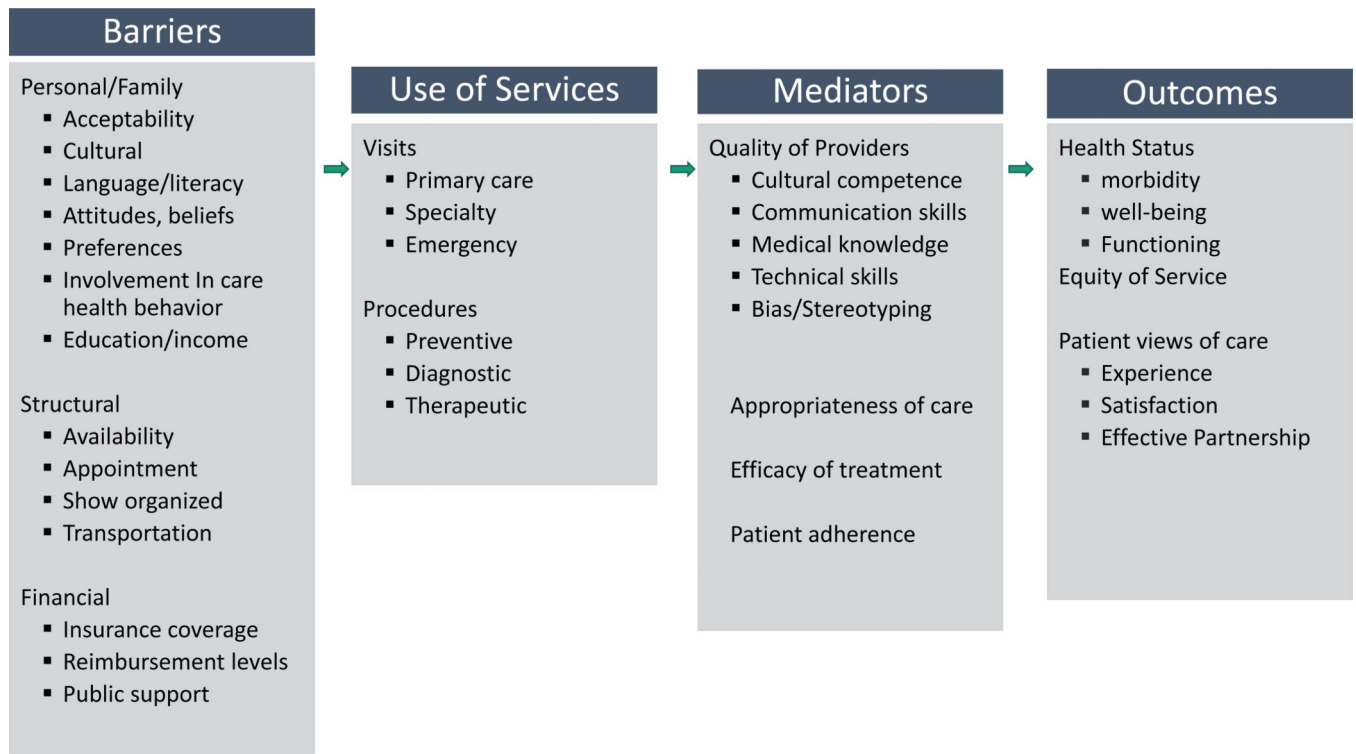 Barriers
Personal/Family
▪ Acceptability
▪ Cultural
▪ Language/literacy
▪ Attitudes, beliefs
▪ Preferences
▪ Involvement In care
health behavior
▪ Education/income
Structural
▪ Availability
▪ Appointment
▪ Show organized
▪ Transportation
Financial
▪ Insurance coverage
▪ Reimbursement levels
▪ Public support
Use of Services
Visits
▪ Primary care
▪ Specialty
▪ Emergency
Procedures
▪ Preventive
▪ Diagnostic
▪ Therapeutic
Mediators
Quality of Providers
▪ Cultural competence
▪ Communication skills
▪ Medical knowledge
▪ Technical skills
▪ Bias/Stereotyping
Appropriateness of care
Efficacy of treatment
Patient adherence
Outcomes
Health Status
▪ morbidity
▪ well-being
▪ Functioning
Equity of Service
Patient views of care
▪ Experience
▪ Satisfaction
▪ Effective Partnership